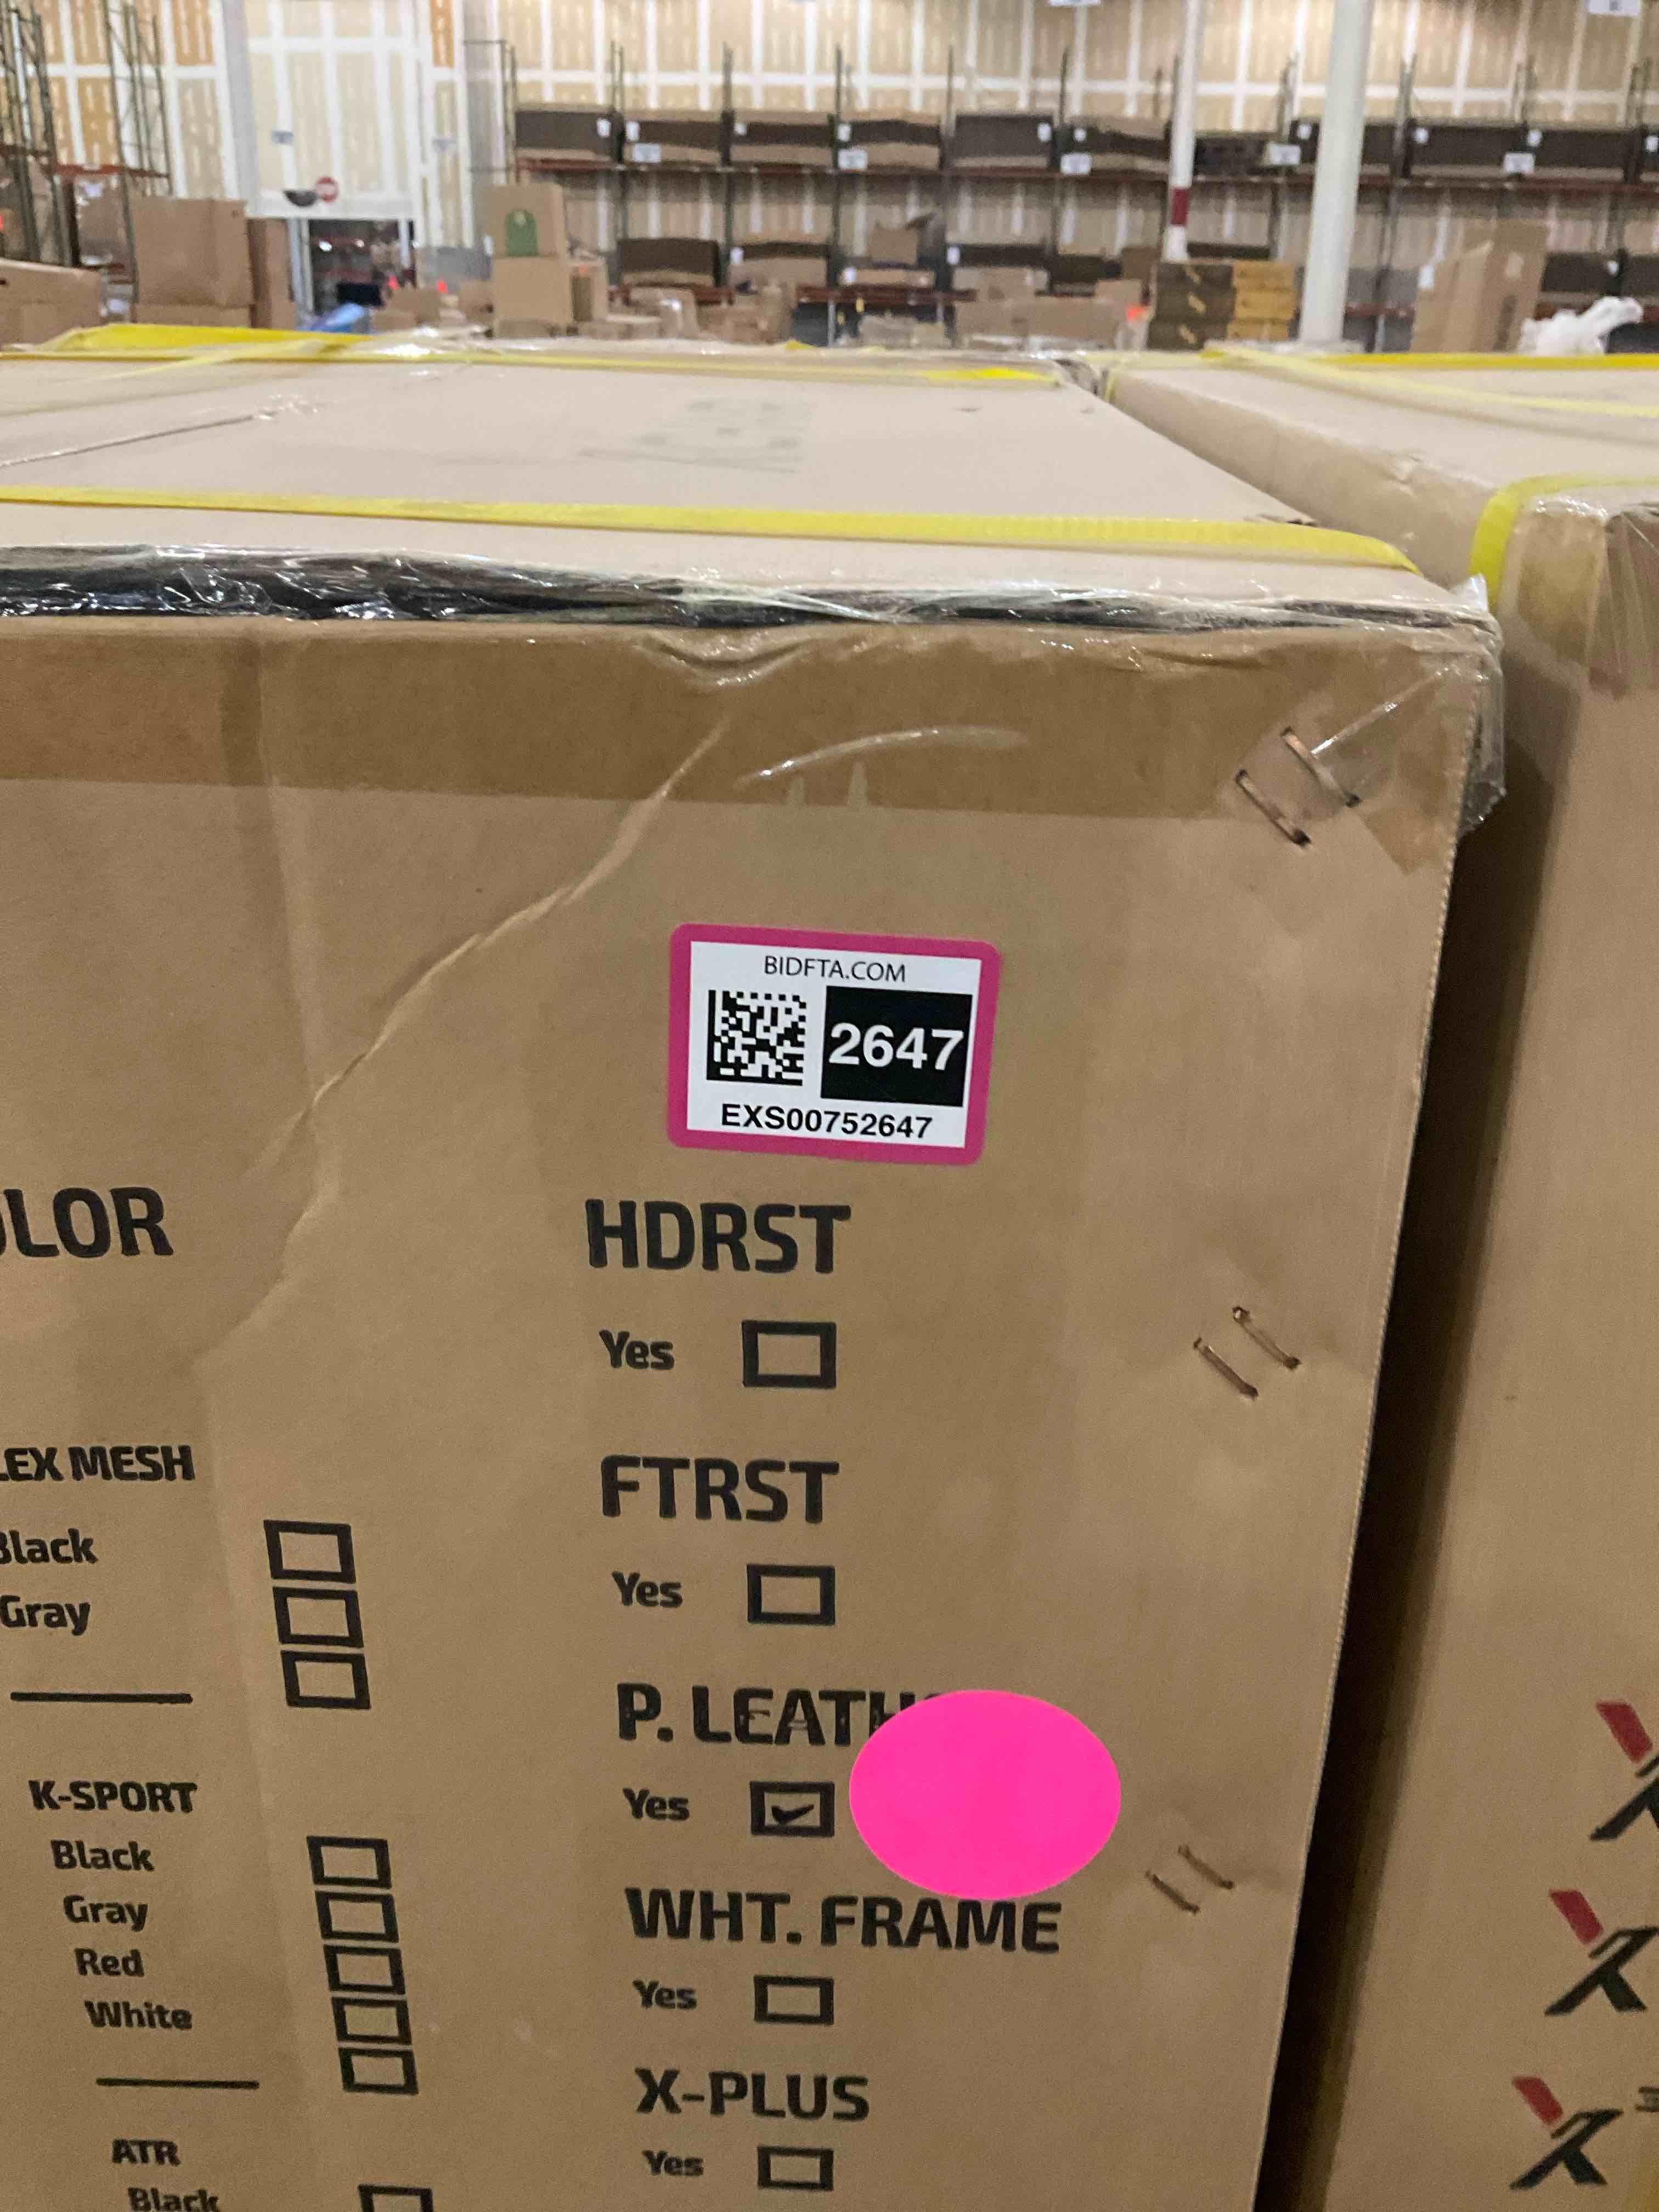 BIDFTA.COM
2647
EXS00752647
OLOR
LEX MESH
Black
Gray
K-SPORT
Black
Gray
Red
White
ATR
Black
HDRST
Yes
FTRST
Yes
P. LEATH
Yes
WHT. FRAME
Yes
X-PLUS
Yes